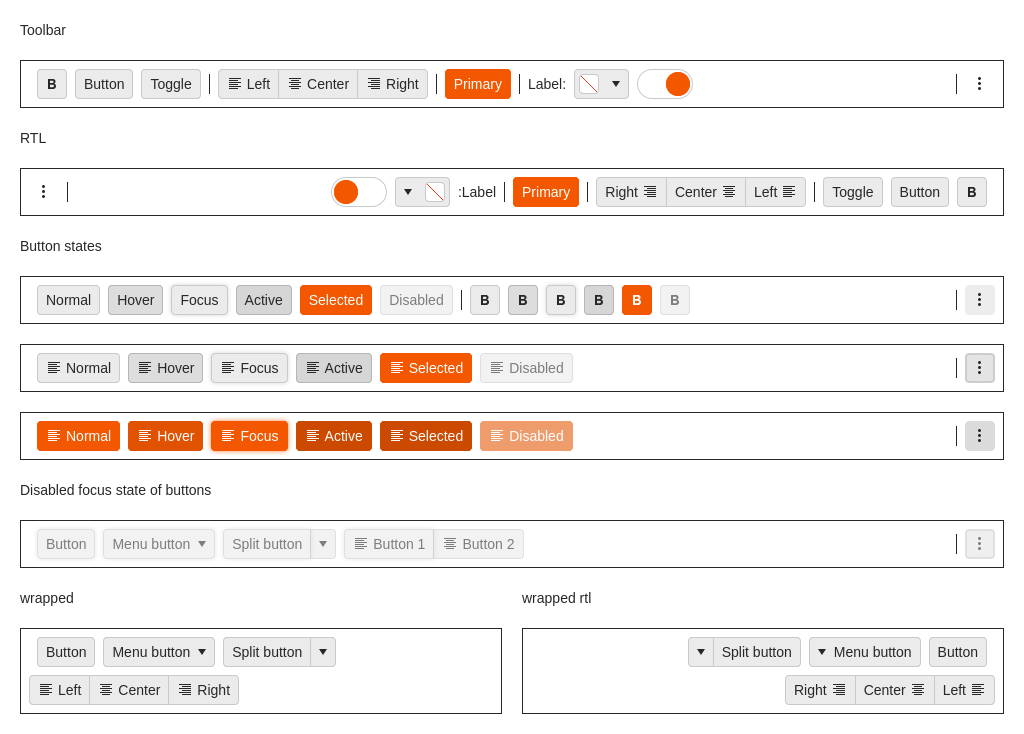 Toolbar
B Button Toggle Left Center Right Primary Label:
RTL
:Label Primary Right Center Left Toggle Button B
Button states
Normal Hover Focus Active Selected Disabled B B B B B B
Normal Hover Focus Active Selected Disabled
Normal Hover Focus Active Selected Disabled
Disabled focus state of buttons
Button Menu button Split button Button 1 Button 2
wrapped
Button Menu button Split button
Left Center Right
wrapped rtl
Split button Menu button Button
Right Center Left